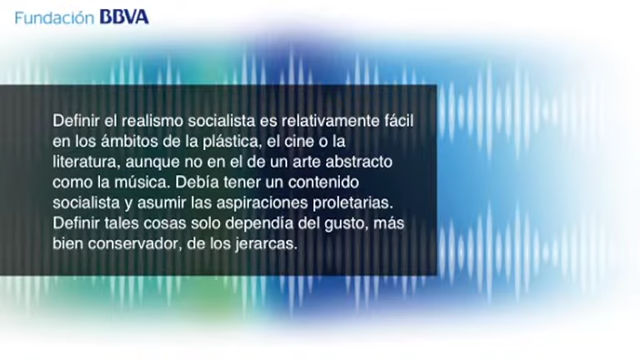 Fundación BBVA
Definir el realismo socialista es relativamente fácil
en los ámbitos de la plástica, el cine o la
literatura, aunque no en el de un arte abstracto
como la música. Debía tener un contenido
socialista y asumir las aspiraciones proletarias.
Definir tales cosas solo dependía del gusto, más
bien conservador, de los jerarcas.